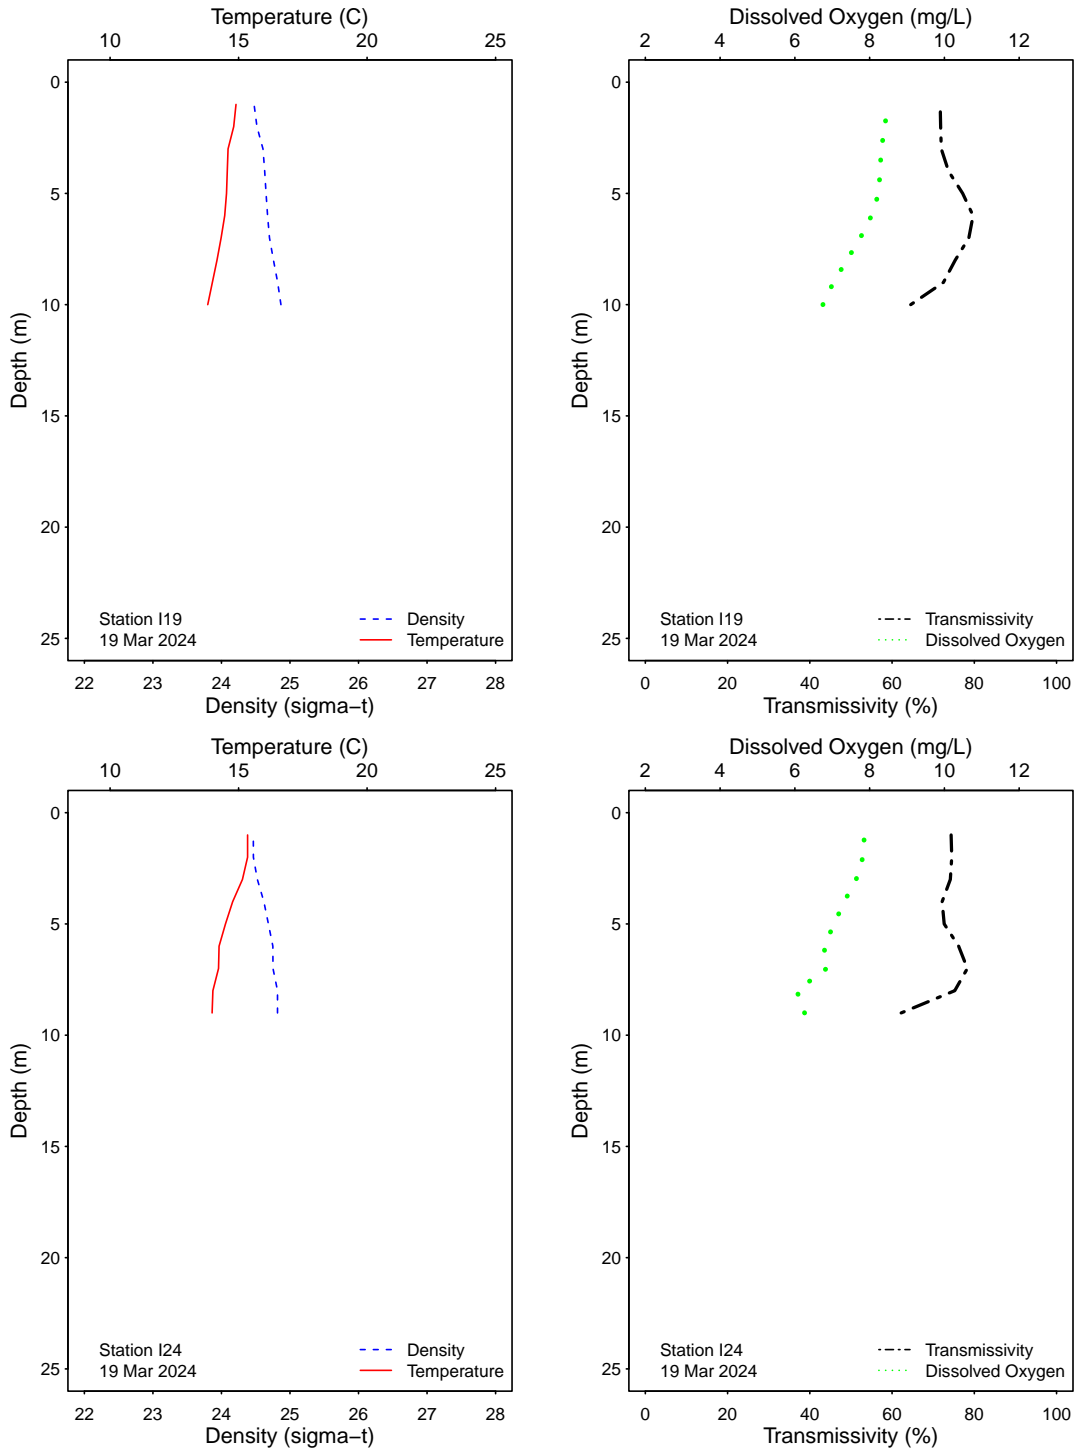 Temperature (C)
10 15 20 25
0
5
10
15
20
25
Depth (m)
Station I19
19 Mar 2024
Density
Temperature
22 23 24 25 26 27 28
Density (sigma−t)
Dissolved Oxygen (mg/L)
2 4 6 8 10 12
0
5
10
15
20
25
Depth (m)
Station I19
19 Mar 2024
Transmissivity
Dissolved Oxygen
0 20 40 60 80 100
Transmissivity (%)
Temperature (C)
10 15 20 25
0
5
10
15
20
25
Depth (m)
Station I24
19 Mar 2024
Density
Temperature
22 23 24 25 26 27 28
Density (sigma−t)
Dissolved Oxygen (mg/L)
2 4 6 8 10 12
0
5
10
15
20
25
Depth (m)
Station I24
19 Mar 2024
Transmissivity
Dissolved Oxygen
0 20 40 60 80 100
Transmissivity (%)